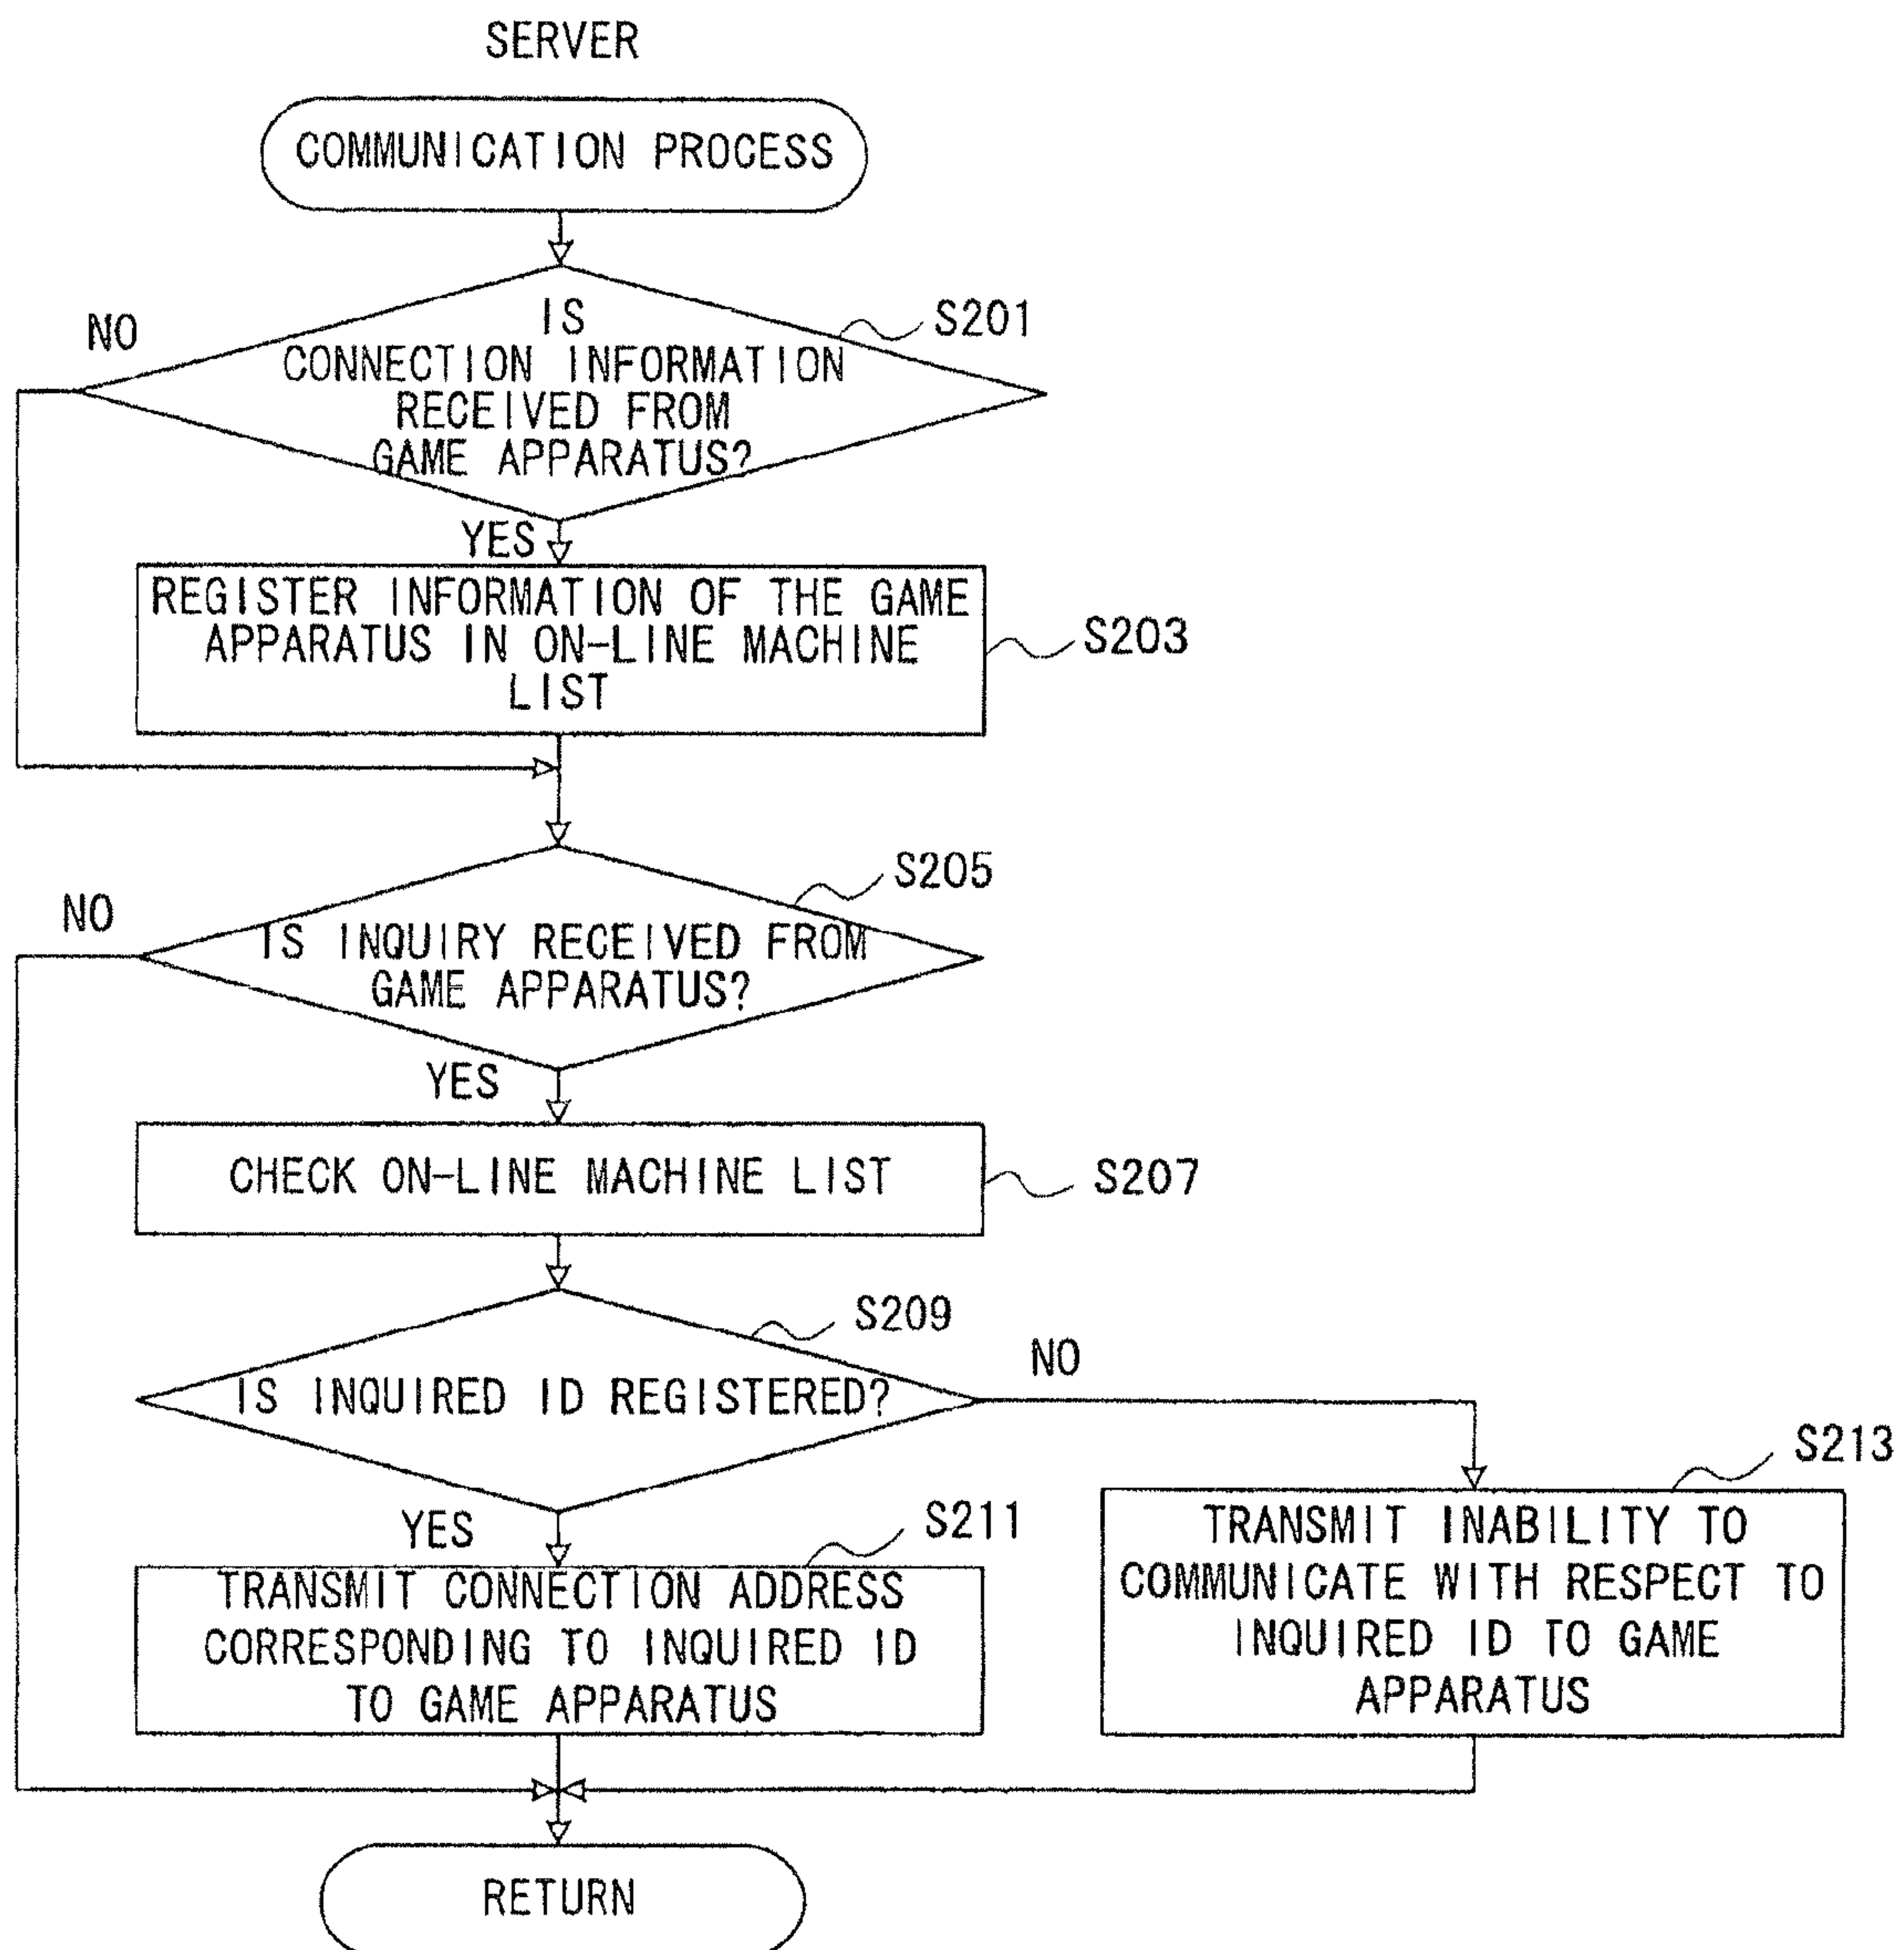 SERVER
COMMUNICATION PROCESS
NO
IS
CONNECTION INFORMATION
RECEIVED FROM
GAME APPARATUS?
S201
YES
REGISTER INFORMATION OF THE GAME
APPARATUS IN ON-LINE MACHINE
LIST
S203
NO
IS INQUIRY RECEIVED FROM
GAME APPARATUS?
S205
YES
CHECK ON-LINE MACHINE LIST
S207
IS INQUIRED ID REGISTERED?
S209
NO
YES
TRANSMIT CONNECTION ADDRESS
CORRESPONDING TO INQUIRED ID
TO GAME APPARATUS
S211
TRANSMIT INABILITY TO
COMMUNICATE WITH RESPECT TO
INQUIRED ID TO GAME
APPARATUS
S213
RETURN